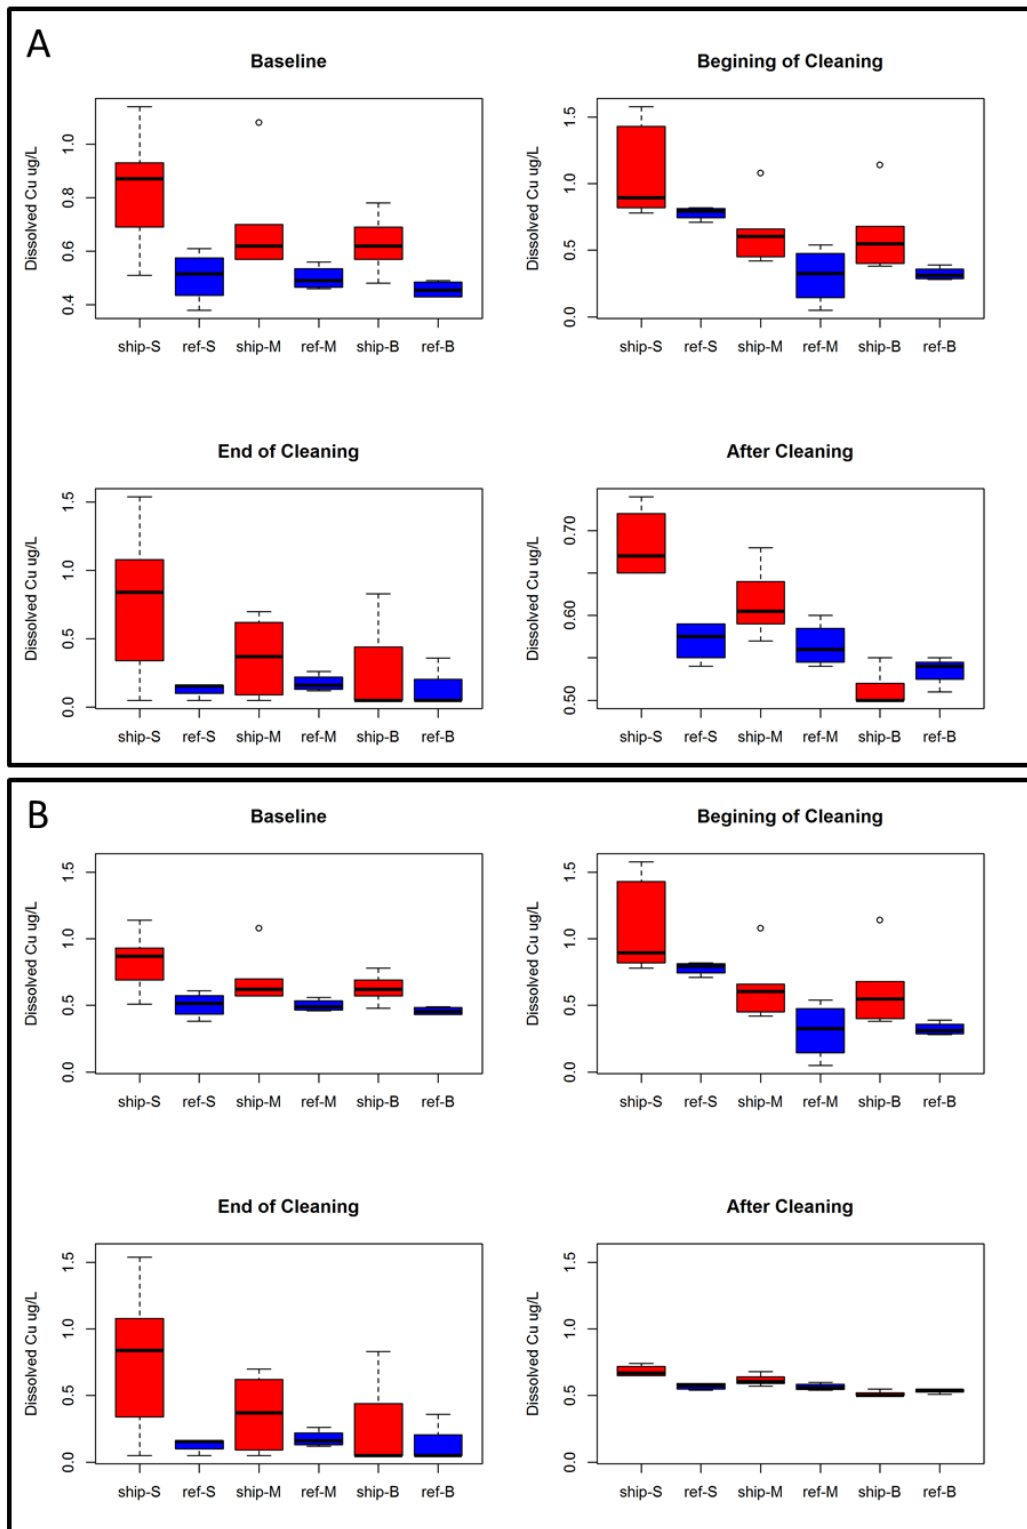 A
Baseline
Dissolved Cu ug/L
1.0
0.8
0.6
0.4
ship-S ref-S ship-M ref-M ship-B ref-B
Begining of Cleaning
Dissolved Cu ug/L
1.5
1.0
0.5
0.0
ship-S ref-S ship-M ref-M ship-B ref-B
End of Cleaning
Dissolved Cu ug/L
1.5
1.0
0.5
0.0
ship-S ref-S ship-M ref-M ship-B ref-B
After Cleaning
Dissolved Cu ug/L
0.70
0.60
0.50
ship-S ref-S ship-M ref-M ship-B ref-B
B
Baseline
Dissolved Cu ug/L
1.5
1.0
0.5
0.0
ship-S ref-S ship-M ref-M ship-B ref-B
Begining of Cleaning
Dissolved Cu ug/L
1.5
1.0
0.5
0.0
ship-S ref-S ship-M ref-M ship-B ref-B
End of Cleaning
Dissolved Cu ug/L
1.5
1.0
0.5
0.0
ship-S ref-S ship-M ref-M ship-B ref-B
After Cleaning
Dissolved Cu ug/L
1.5
1.0
0.5
0.0
ship-S ref-S ship-M ref-M ship-B ref-B